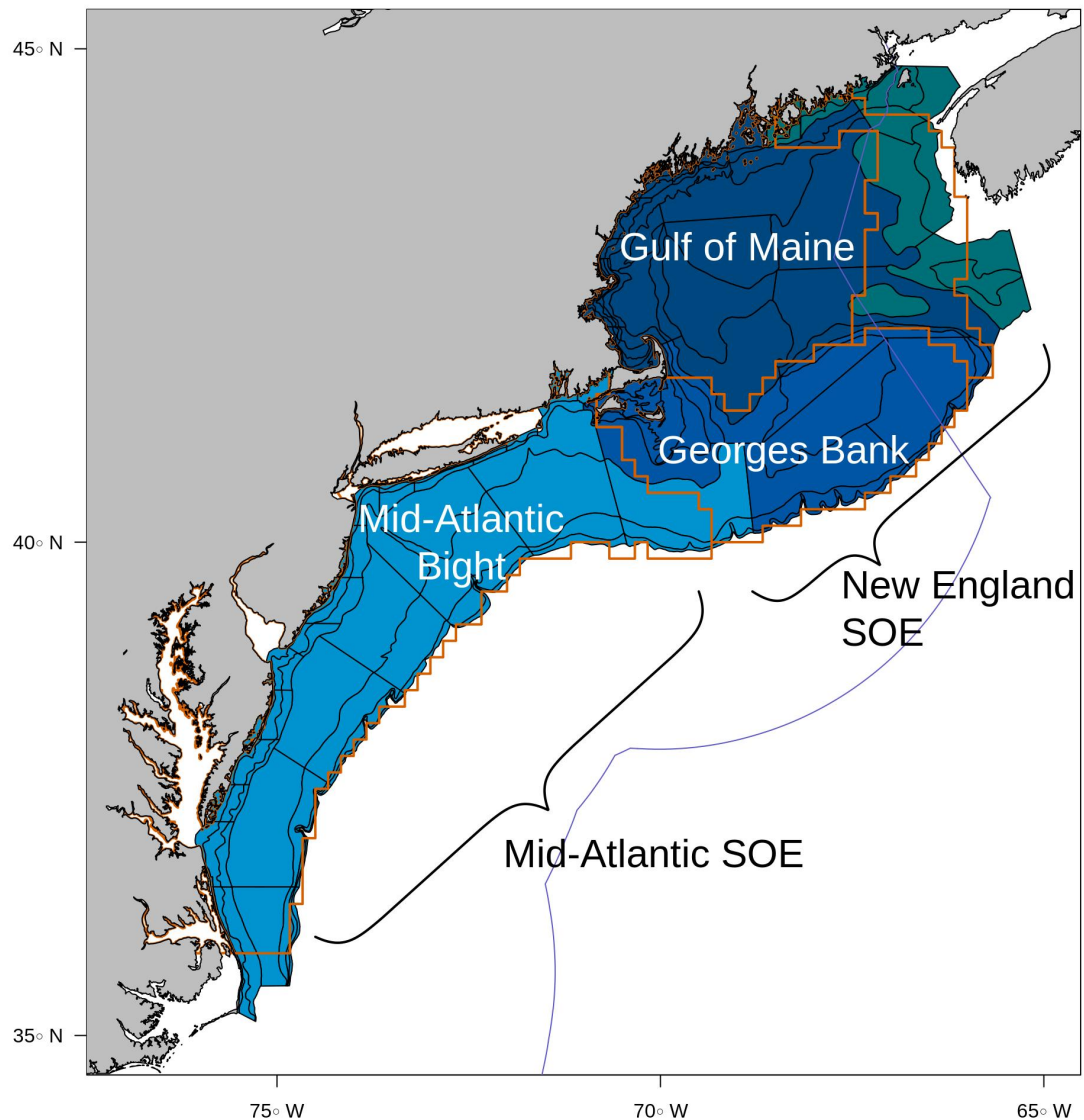 45° N
Gulf of Maine
Georges Bank
Mid-Atlantic
Bight
40° N
New England
SOE
Mid-Atlantic SOE
35° N
75° W
70° W
65° W